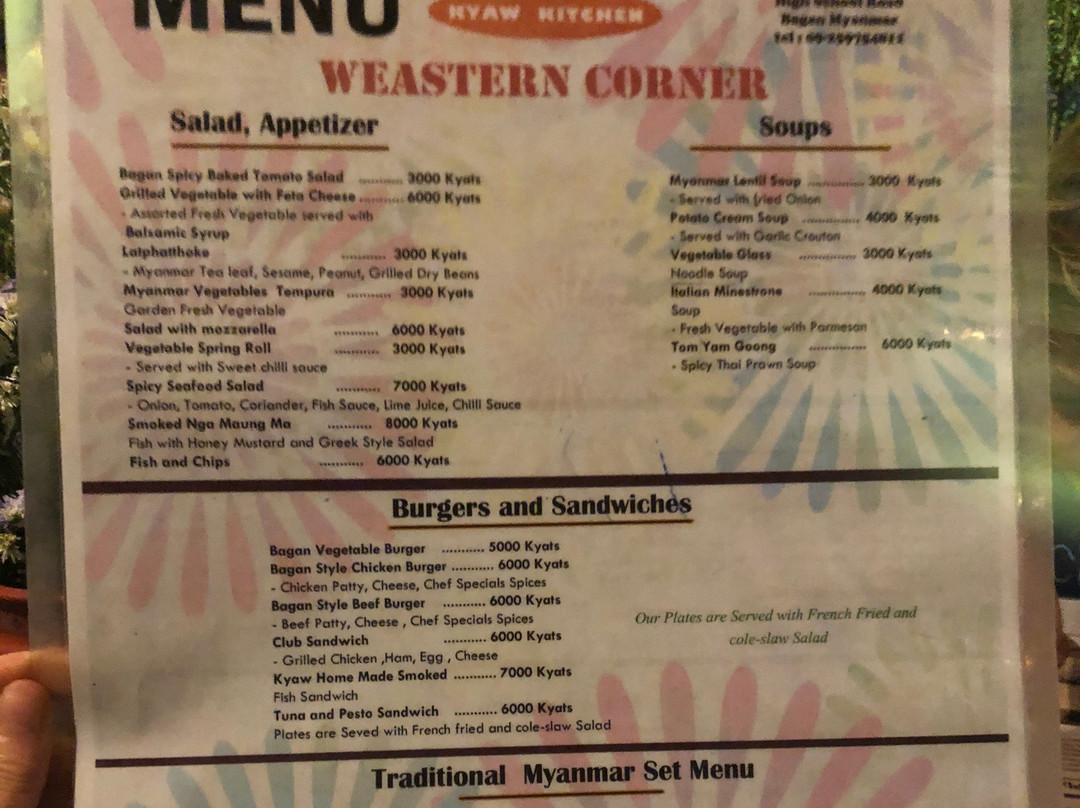 MENU
KYAW KITCHEN
High School Road
Bagan Myanmar
WEASTERN CORNER
Salad, Appetizer
Bagan Spicy Baked Tomato Salad ........... 3000 Kyats
Grilled Vegetable with Feta Cheese ........... 6000 Kyats
- Assorted Fresh Vegetable served with
Balsamic Syrup
Latphatthoke ........... 3000 Kyats
- Myanmar Tea leaf, Sesame, Peanut, Grilled Dry Beans
Myanmar Vegetables Tempura ........... 3000 Kyats
Garden Fresh Vegetable
Salad with mozzarella ........... 6000 Kyats
Vegetable Spring Roll ........... 3000 Kyats
- Served with Sweet chilli sauce
Spicy Seafood Salad ........... 7000 Kyats
- Onion, Tomato, Coriander, Fish Sauce, Lime Juice, Chilli Sauce
Smoked Nga Maung Ma ........... 8000 Kyats
Fish with Honey Mustard and Greek Style Salad
Fish and Chips ........... 6000 Kyats
Soups
Myanmar Lentil Soup .............. 3000 Kyats
- Served with fried Onion
Potato Cream Soup .............. 4000 Kyats
- Served with Garlic Crouton
Vegetable Glass .............. 3000 Kyats
Noodle Soup
Italian Minestrone .............. 4000 Kyats
Soup
- Fresh Vegetable with Parmesan
Tom Yam Goong .............. 6000 Kyats
- Spicy Thai Prawn Soup
Burgers and Sandwiches
Bagan Vegetable Burger ........... 5000 Kyats
Bagan Style Chicken Burger ........... 6000 Kyats
- Chicken Patty, Cheese, Chef Specials Spices
Bagan Style Beef Burger ........... 6000 Kyats
- Beef Patty, Cheese , Chef Specials Spices
Club Sandwich ........... 6000 Kyats
- Grilled Chicken ,Ham, Egg , Cheese
Kyaw Home Made Smoked ........... 7000 Kyats
Fish Sandwich
Tuna and Pesto Sandwich ........... 6000 Kyats
Plates are Seved with French fried and cole-slaw Salad
Our Plates are Served with French Fried and
cole-slaw Salad
Traditional Myanmar Set Menu